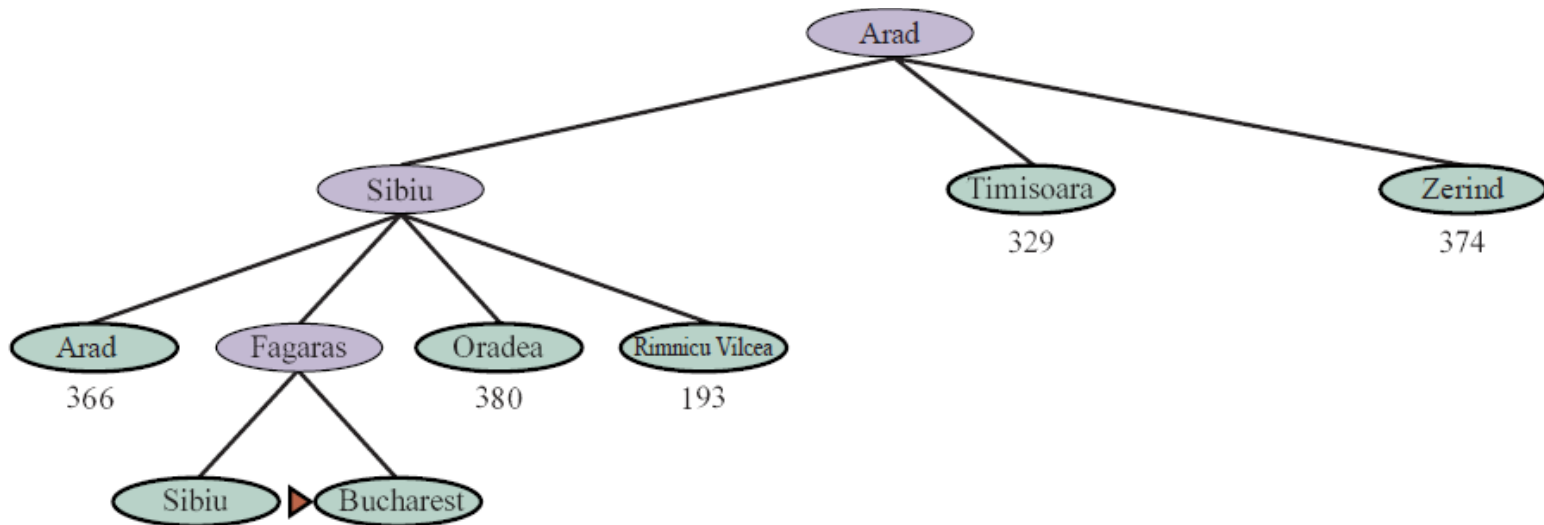 Arad
Sibiu
Timisoara
Zerind
329
374
Arad
Fagaras
Oradea
Rimnicu Vilcea
366
380
193
Sibiu
Bucharest